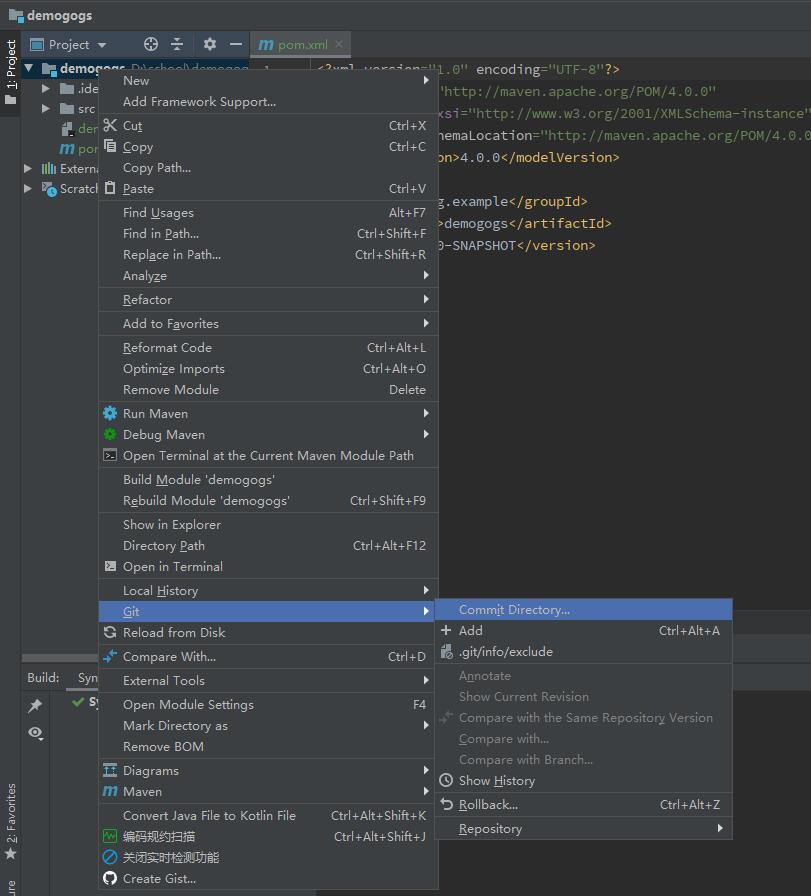 demogogs
Project
pom.xml
1: Project
demogogs D:\school\demogogs
1
<?xml version="1.0" encoding="UTF-8"?>
"http://maven.apache.org/POM/4.0.0"
xsi="http://www.w3.org/2001/XMLSchema-instance"
hemaLocation="http://maven.apache.org/POM/4.0.0
on>4.0.0</modelVersion>
g.example</groupId>
>demogogs</artifactId>
0-SNAPSHOT</version>
.ide
src
den
pom
Externa
Scratch
New
Add Framework Support...
Cut Ctrl+X
Copy Ctrl+C
Copy Path...
Paste Ctrl+V
Find Usages Alt+F7
Find in Path... Ctrl+Shift+F
Replace in Path... Ctrl+Shift+R
Analyze
Refactor
Add to Favorites
Reformat Code Ctrl+Alt+L
Optimize Imports Ctrl+Alt+O
Remove Module Delete
Run Maven
Debug Maven
Open Terminal at the Current Maven Module Path
Build Module 'demogogs'
Rebuild Module 'demogogs' Ctrl+Shift+F9
Show in Explorer
Directory Path Ctrl+Alt+F12
Open in Terminal
Local History
Git
Reload from Disk
Compare With... Ctrl+D
External Tools
Open Module Settings F4
Mark Directory as
Remove BOM
Diagrams
Maven
Convert Java File to Kotlin File Ctrl+Alt+Shift+K
编码规约扫描 Ctrl+Alt+Shift+J
关闭实时检测功能
Create Gist...
Commit Directory...
Add Ctrl+Alt+A
.git/info/exclude
Annotate
Show Current Revision
Compare with the Same Repository Version
Compare with...
Compare with Branch...
Show History
Rollback... Ctrl+Alt+Z
Repository
Build: Syn
Sy
2: Favorites